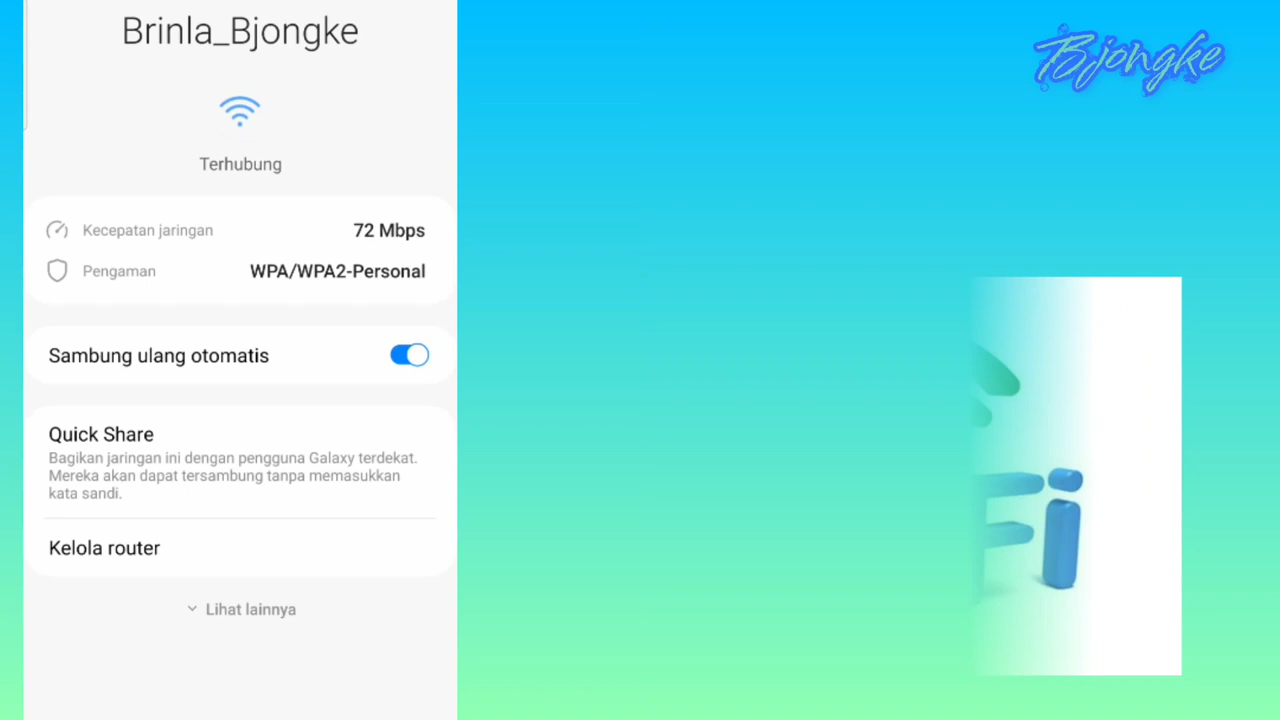 Brinla_Bjongke
Bjongke
Terhubung
Kecepatan jaringan 72 Mbps
Pengaman WPA/WPA2-Personal
Sambung ulang otomatis
Quick Share
Bagikan jaringan ini dengan pengguna Galaxy terdekat.
Mereka akan dapat tersambung tanpa memasukkan
kata sandi.
Fi
Kelola router
Lihat lainnya